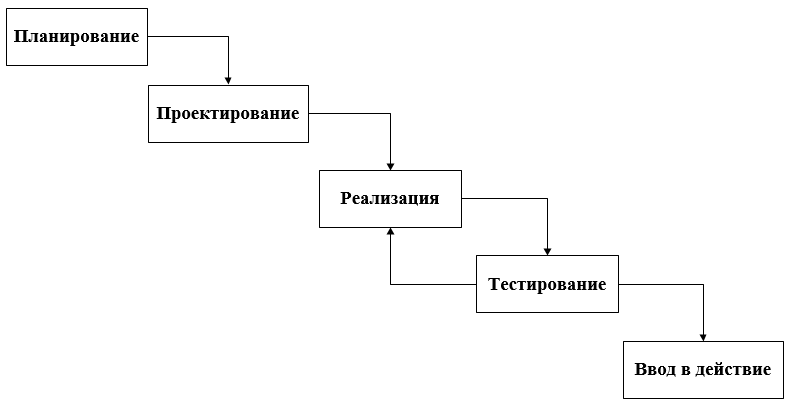 Планирование
Проектирование
Реализация
Тестирование
Ввод в действие